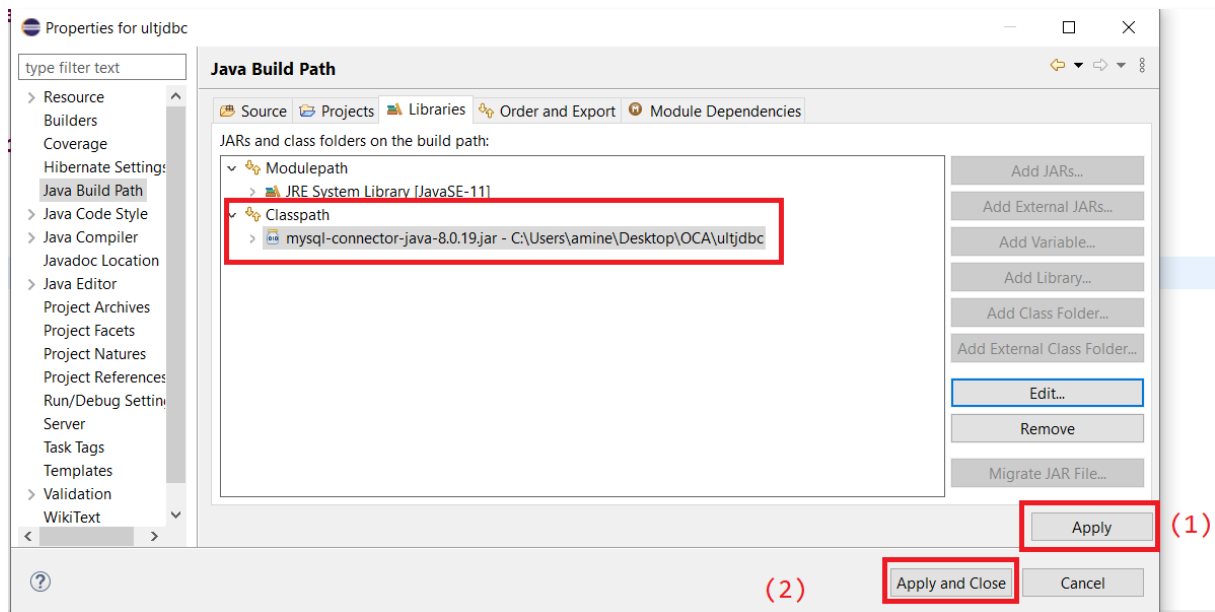 Properties for ultjdbc
type filter text
Java Build Path
Resource
Builders
Coverage
Hibernate Settings
Java Build Path
Java Code Style
Java Compiler
Javadoc Location
Java Editor
Project Archives
Project Facets
Project Natures
Project References
Run/Debug Settin
Server
Task Tags
Templates
Validation
WikiText
Source Projects Libraries Order and Export Module Dependencies
JARs and class folders on the build path:
Modulepath
JRE System Library [JavaSE-11]
Classpath
mysql-connector-java-8.0.19.jar - C:\Users\amine\Desktop\OCA\ultjdbc
Add JARs...
Add External JARs...
Add Variable...
Add Library...
Add Class Folder...
Add External Class Folder...
Edit...
Remove
Migrate JAR File...
Apply (1)
(2) Apply and Close Cancel